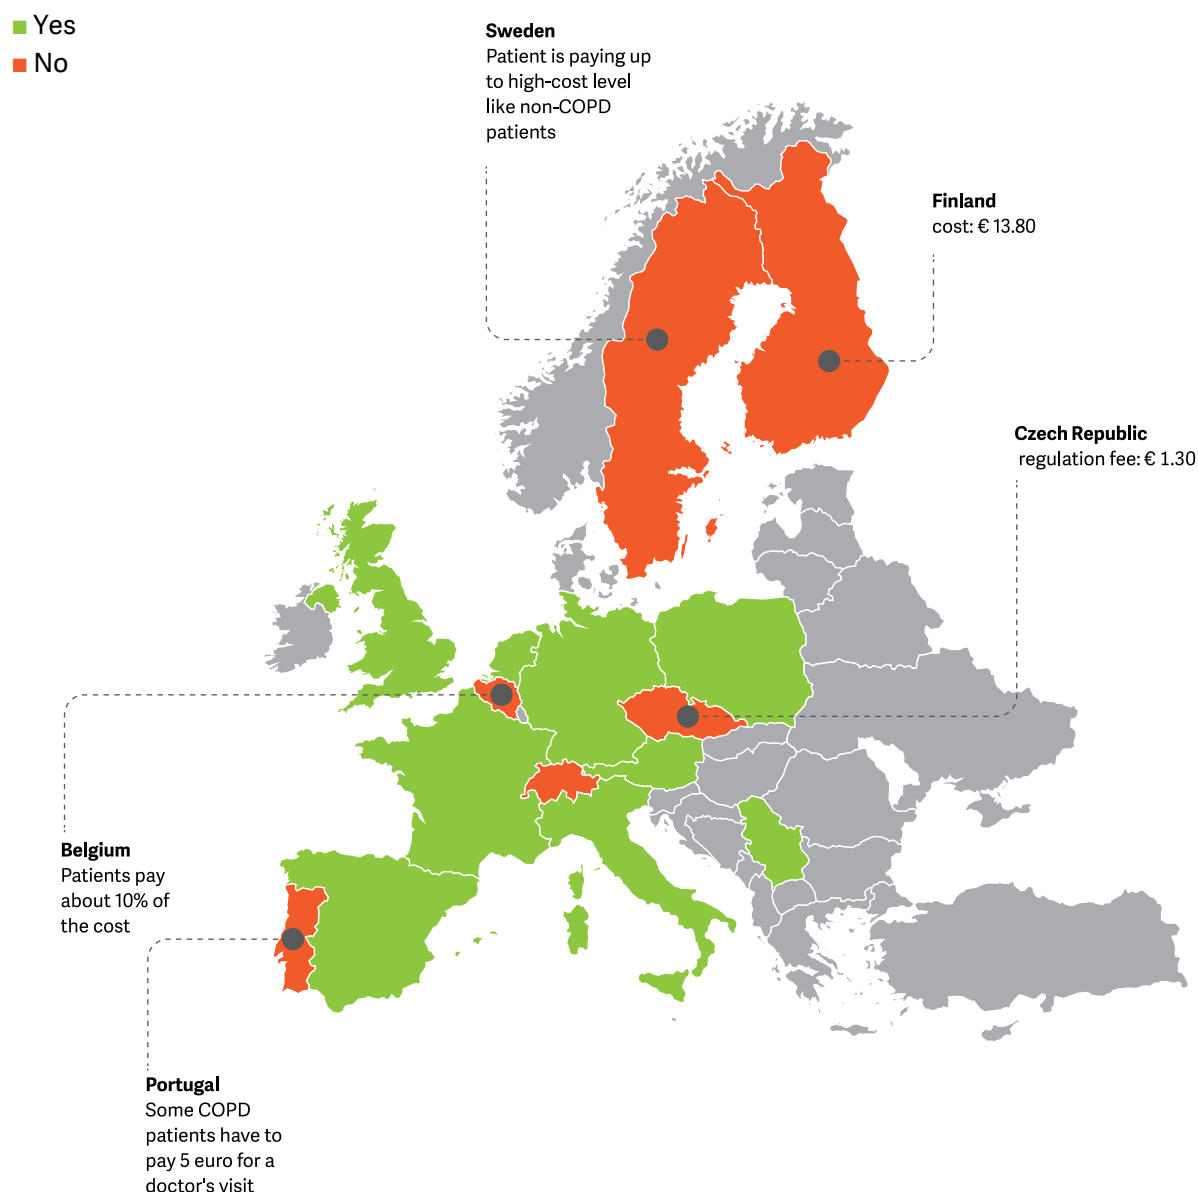 Yes
No
Sweden
Patient is paying up
to high-cost level
like non-COPD
patients
Finland
cost: € 13.80
Czech Republic
regulation fee: € 1.30
Belgium
Patients pay
about 10% of
the cost
Portugal
Some COPD
patients have to
pay 5 euro for a
doctor's visit